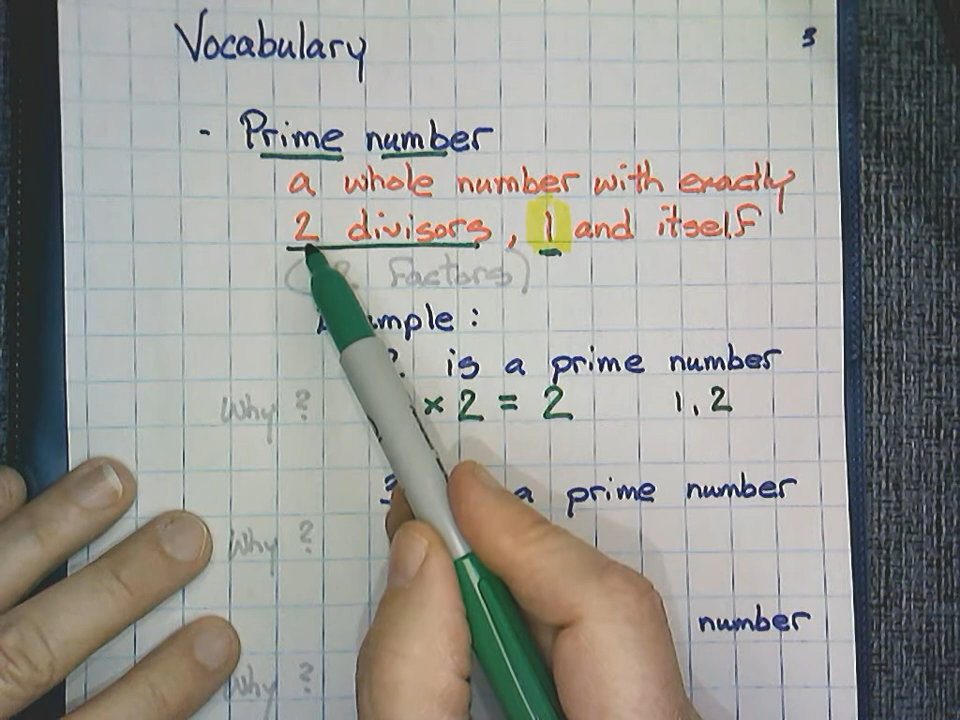 Vocabulary 3
- Prime number
a whole number with exactly
2 divisors, 1 and itself
factors)
is a prime number
Why? × 2 = 2 1, 2
a prime number
Why?
number
Why?